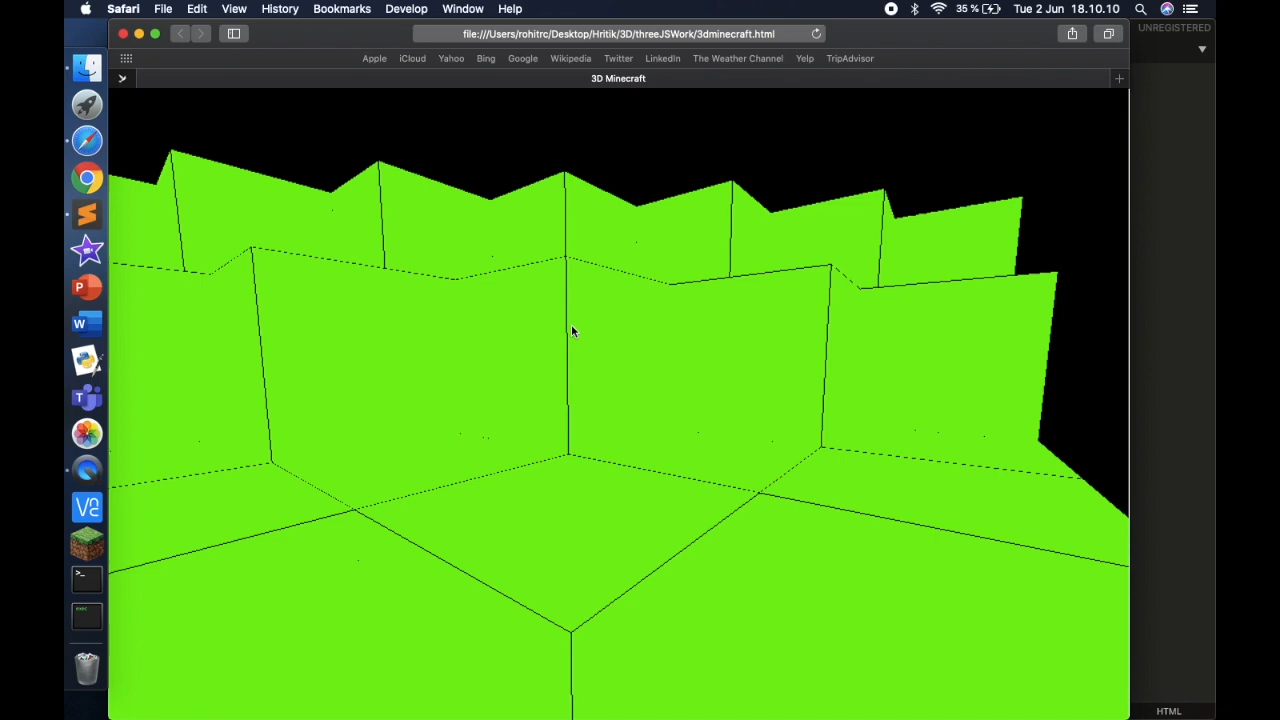 Safari File Edit View History Bookmarks Develop Window Help 35% Tue 2 Jun 18.10.10
UNREGISTERED
file:///Users/rohitrc/Desktop/Hritik/3D/threeJSWork/3dminecraft.html
Apple iCloud Yahoo Bing Google Wikipedia Twitter LinkedIn The Weather Channel Yelp TripAdvisor
3D Minecraft
P
W
T
V2
>_
exec
HTML